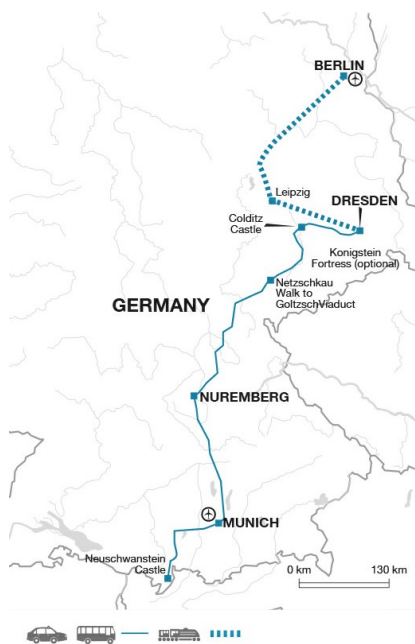 BERLIN
Leipzig
DRESDEN
Colditz
Castle
Konigstein
Fortress (optional)
Netzschkau
Walk to
GoltzschViaduct
GERMANY
NUREMBERG
MUNICH
Neuschwanstein
Castle
0 km 130 km